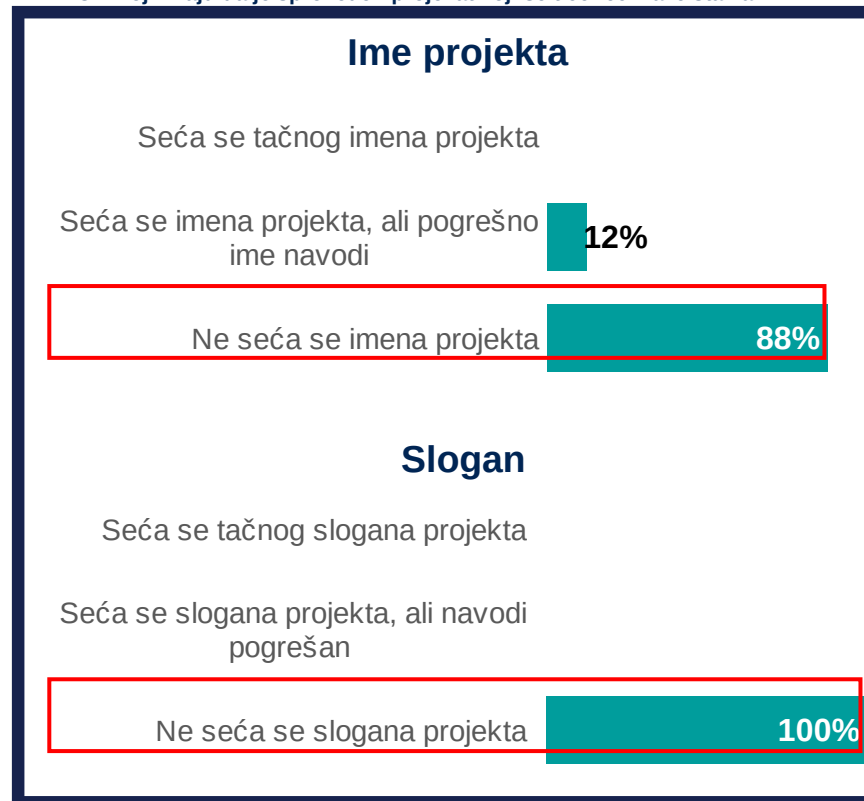 Ime projekta
Seća se tačnog imena projekta
Seća se imena projekta, ali pogrešno
ime navodi
12%
Ne seća se imena projekta
88%
Slogan
Seća se tačnog slogana projekta
Seća se slogana projekta, ali navodi
pogrešan
Ne seća se slogana projekta
100%